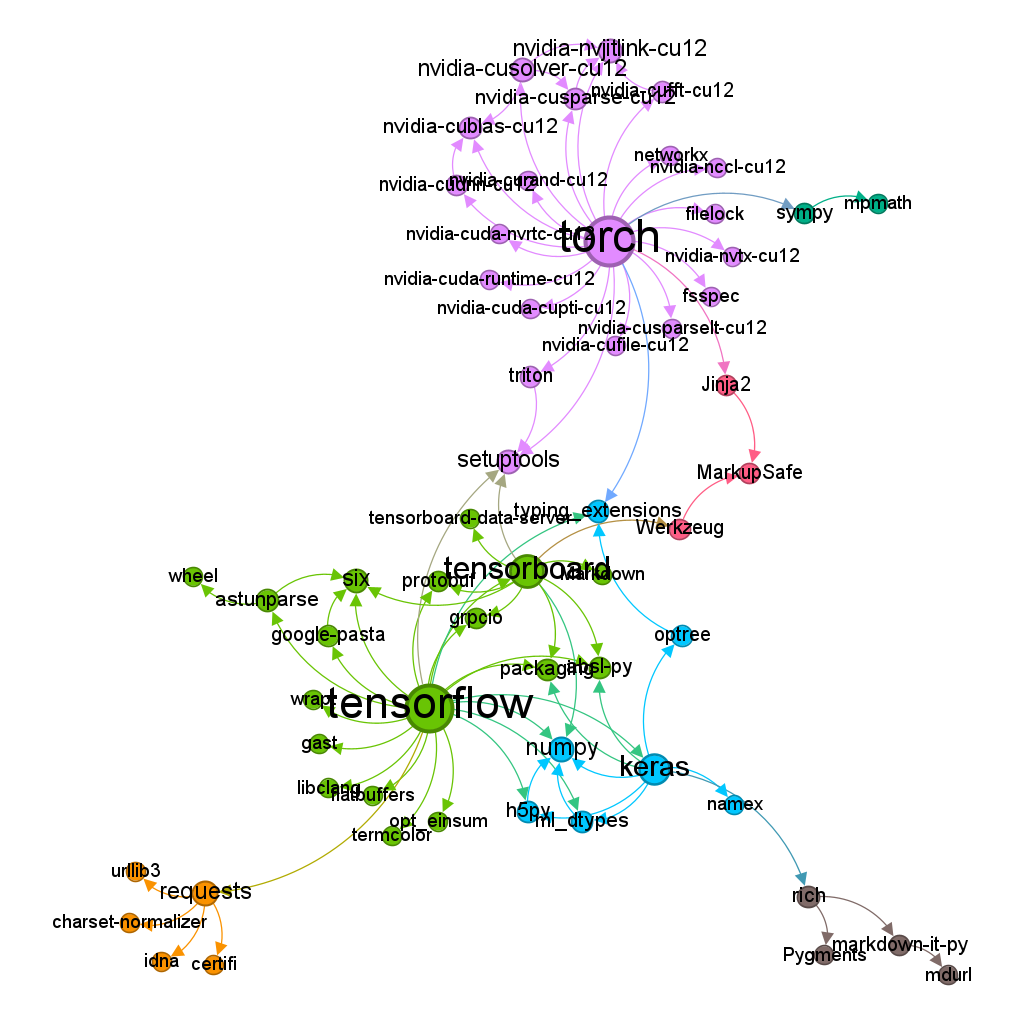 nvidia-nvjitlink-cu12
nvidia-cusolver-cu12
nvidia-cufft-cu12
nvidia-cusparse-cu12
nvidia-cublas-cu12
networkx
nvidia-nccl-cu12
nvidia-curand-cu12
nvidia-cudnn-cu12
mpmath
filelock
sympy
nvidia-cuda-nvrtc-cu12
torch
nvidia-nvtx-cu12
nvidia-cuda-runtime-cu12
fsspec
nvidia-cuda-cupti-cu12
nvidia-cusparselt-cu12
nvidia-cufile-cu12
triton
Jinja2
setuptools
MarkupSafe
typing_extensions
tensorboard-data-server
Werkzeug
tensorboard
Markdown
wheel
six
protobuf
astunparse
grpcio
google-pasta
optree
packaging
absl-py
wrapt
tensorflow
gast
numpy
keras
libclang
flatbuffers
namex
h5py
opt_einsum
ml_dtypes
termcolor
urllib3
requests
rich
charset-normalizer
markdown-it-py
Pygments
idna
certifi
mdurl